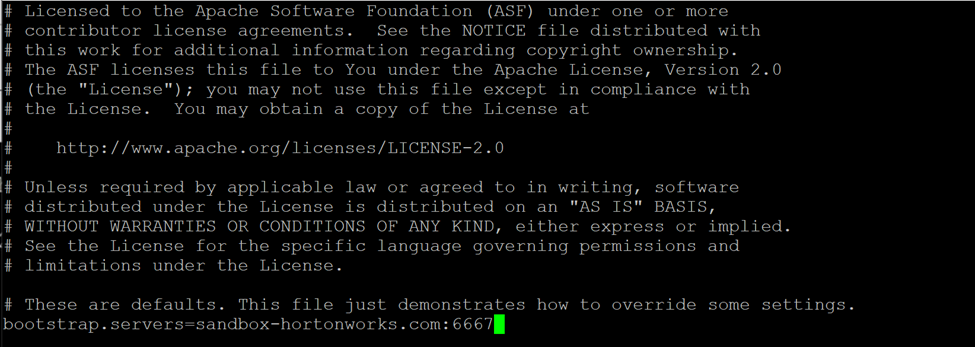 # Licensed to the Apache Software Foundation (ASF) under one or more
# contributor license agreements.  See the NOTICE file distributed with
# this work for additional information regarding copyright ownership.
# The ASF licenses this file to You under the Apache License, Version 2.0
# (the "License"); you may not use this file except in compliance with
# the License.  You may obtain a copy of the License at
#
#    http://www.apache.org/licenses/LICENSE-2.0
#
# Unless required by applicable law or agreed to in writing, software
# distributed under the License is distributed on an "AS IS" BASIS,
# WITHOUT WARRANTIES OR CONDITIONS OF ANY KIND, either express or implied.
# See the License for the specific language governing permissions and
# limitations under the License.

# These are defaults. This file just demonstrates how to override some settings.
bootstrap.servers=sandbox-hortonworks.com:6667